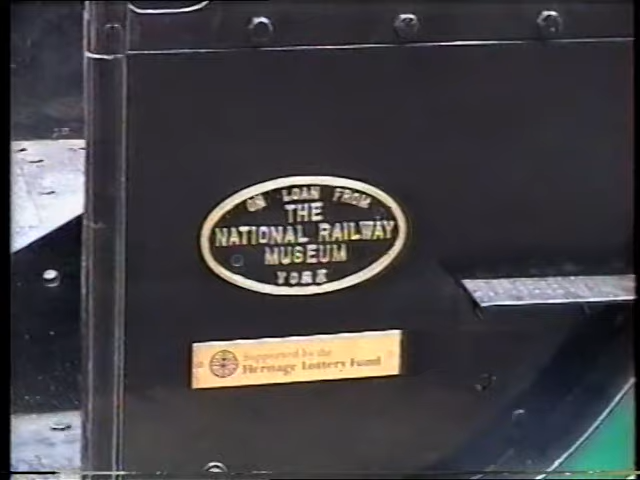 ON LOAN FROM
THE
NATIONAL RAILWAY
MUSEUM
YORK
Supported by the
Heritage Lottery Fund